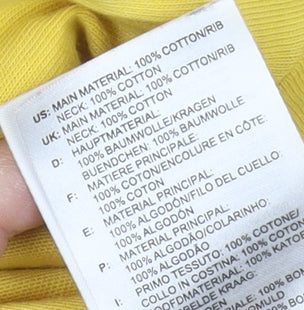 US: MAIN MATERIAL: 100% COTTON/RIB
NECK: 100% COTTON
UK: MAIN MATERIAL: 100% COTTON/RIB
NECK: 100% COTTON
D: HAUPTMATERIAL:
100% BAUMWOLLE/KRAGEN
BUENDCHEN: 100% BAUMWOLLE
F: MATIERE PRINCIPALE:
100% COTON/ENCOLURE EN CÔTE:
100% COTON
E: MATERIAL PRINCIPAL:
100% ALGODÓN/FILO DEL CUELLO:
100% ALGODÓN
P: MATERIAL PRINCIPAL:
100% ALGODÃO/COLARINHO:
100% ALGODÃO
I: PRIMO TESSUTO: 100% COTONE/
COLLO IN COSTINA: 100% COTONE
100% KATOEN